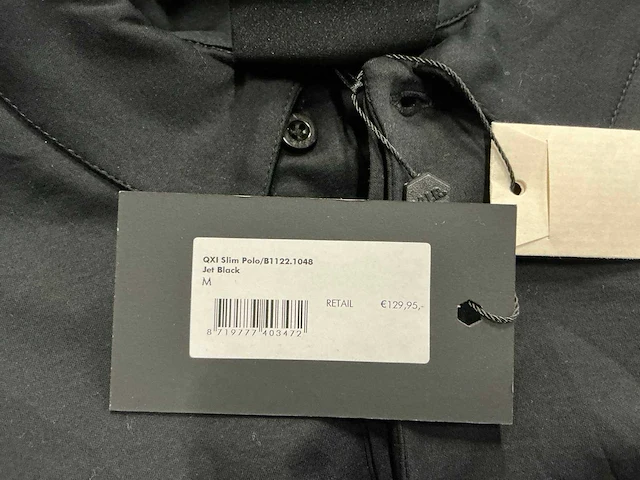 QXI Slim Polo/B1122.1048
Jet Black
M
RETAIL €129,95,-
8 719777 403472